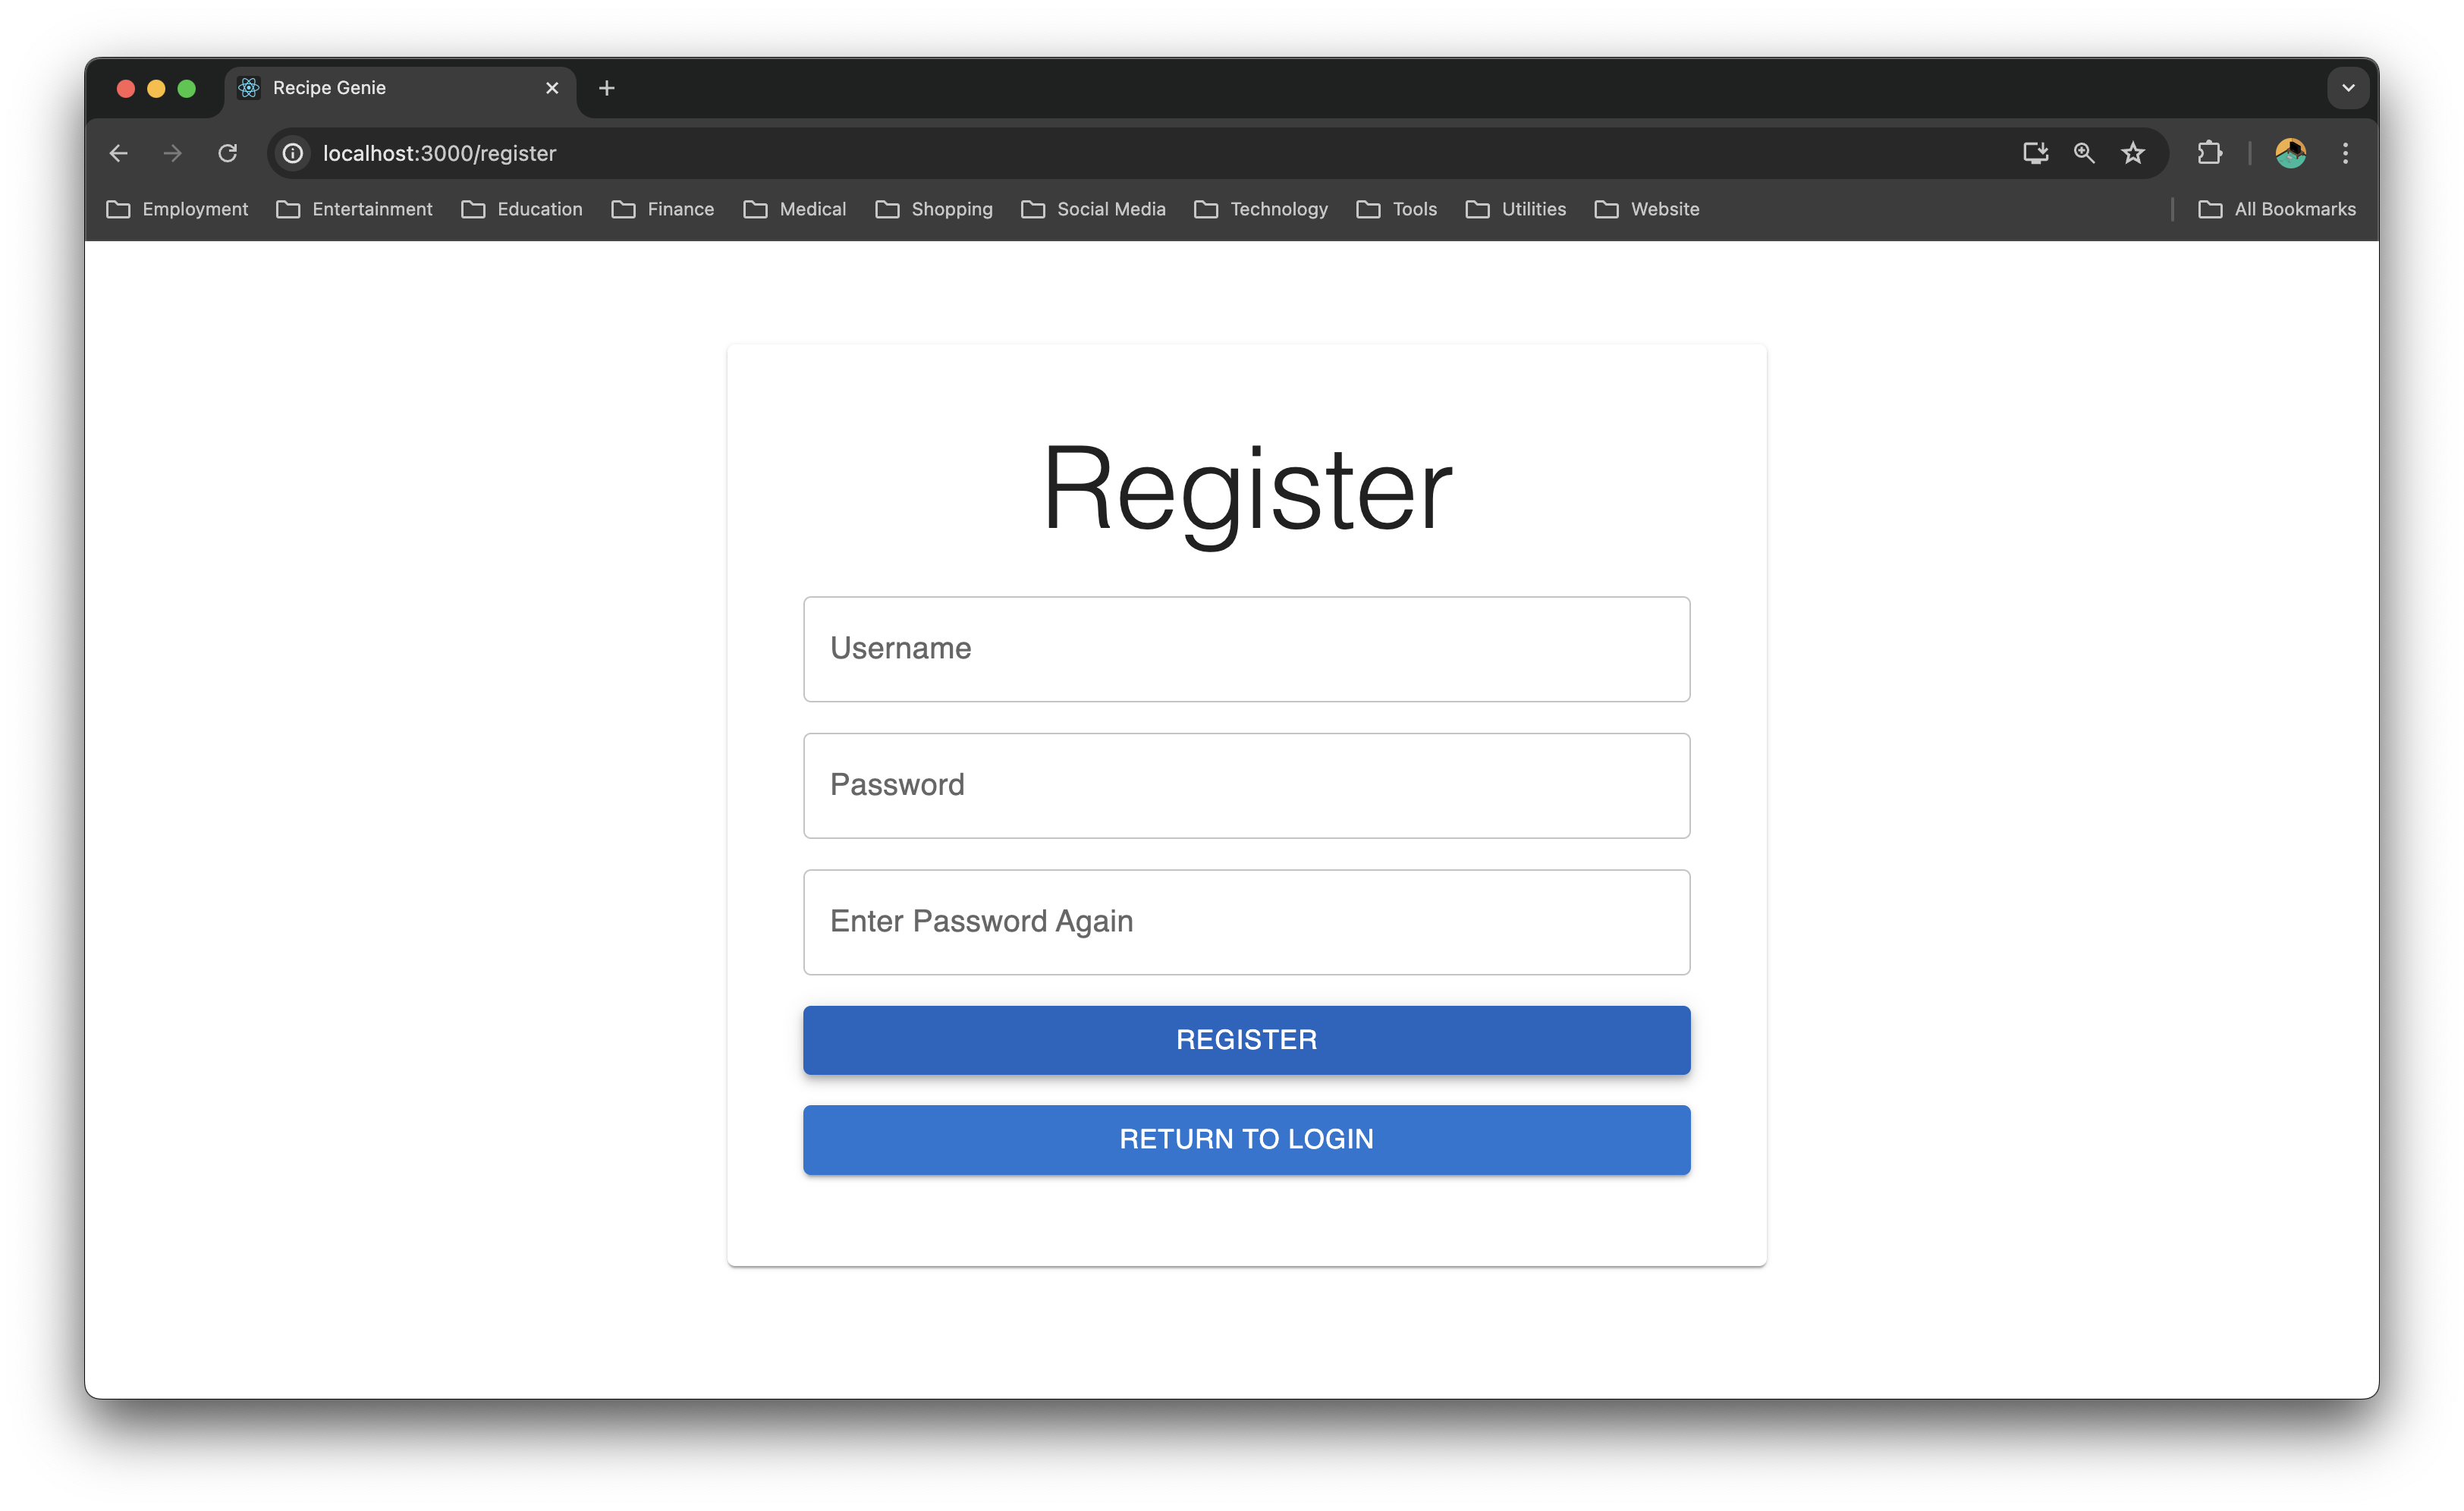 Recipe Genie
localhost:3000/register
Employment Entertainment Education Finance Medical Shopping Social Media Technology Tools Utilities Website All Bookmarks
Register
Username
Password
Enter Password Again
REGISTER
RETURN TO LOGIN